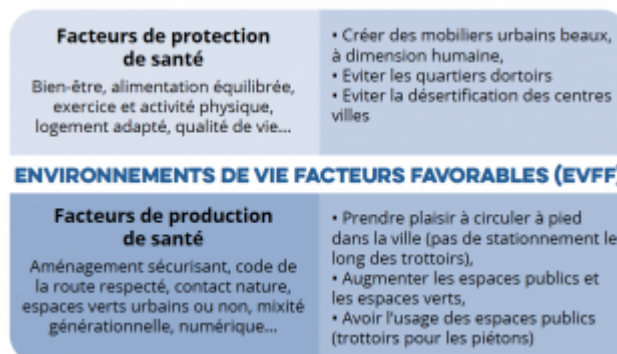 Facteurs de protection
de santé
Bien-être, alimentation équilibrée,
exercice et activité physique,
logement adapté, qualité de vie...
• Créer des mobiliers urbains beaux,
à dimension humaine,
• Eviter les quartiers dortoirs
• Eviter la désertification des centres
villes
ENVIRONNEMENTS DE VIE FACTEURS FAVORABLES (EVFF)
Facteurs de production
de santé
Aménagement sécurisant, code de
la route respecté, contact nature,
espaces verts urbains ou non, mixité
générationnelle, numérique...
• Prendre plaisir à circuler à pied
dans la ville (pas de stationnement le
long des trottoirs),
• Augmenter les espaces publics et
les espaces verts,
• Avoir l'usage des espaces publics
(trottoirs pour les piétons)